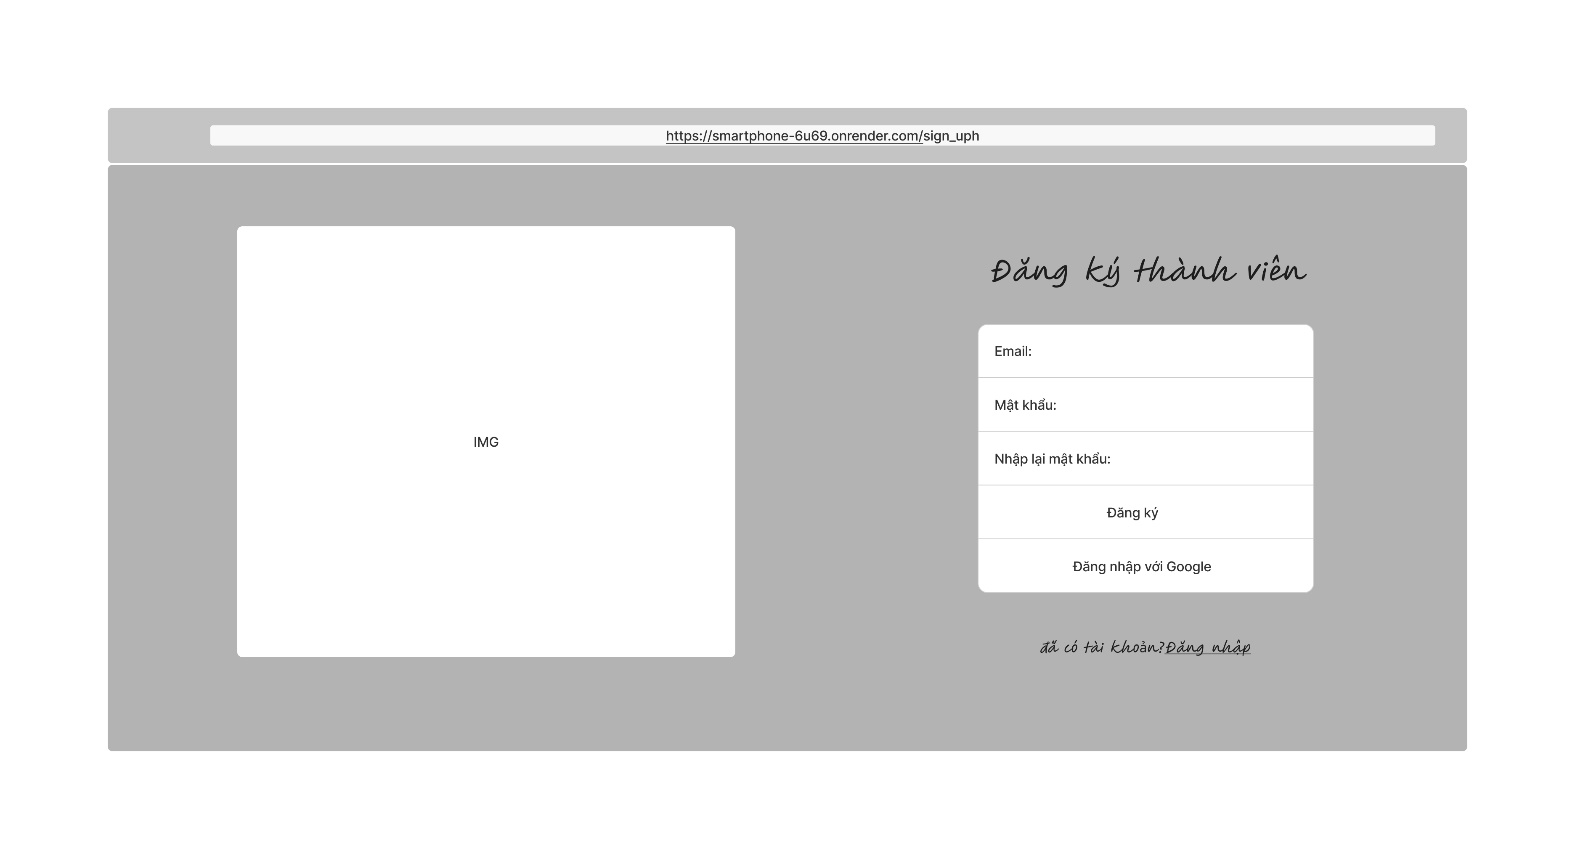 https://smartphone-6u69.onrender.com/sign_uph
IMG
Đăng ký thành viên
Email:
Mật khẩu:
Nhập lại mật khẩu:
Đăng ký
Đăng nhập với Google
đã có tài khoản?Đăng nhập